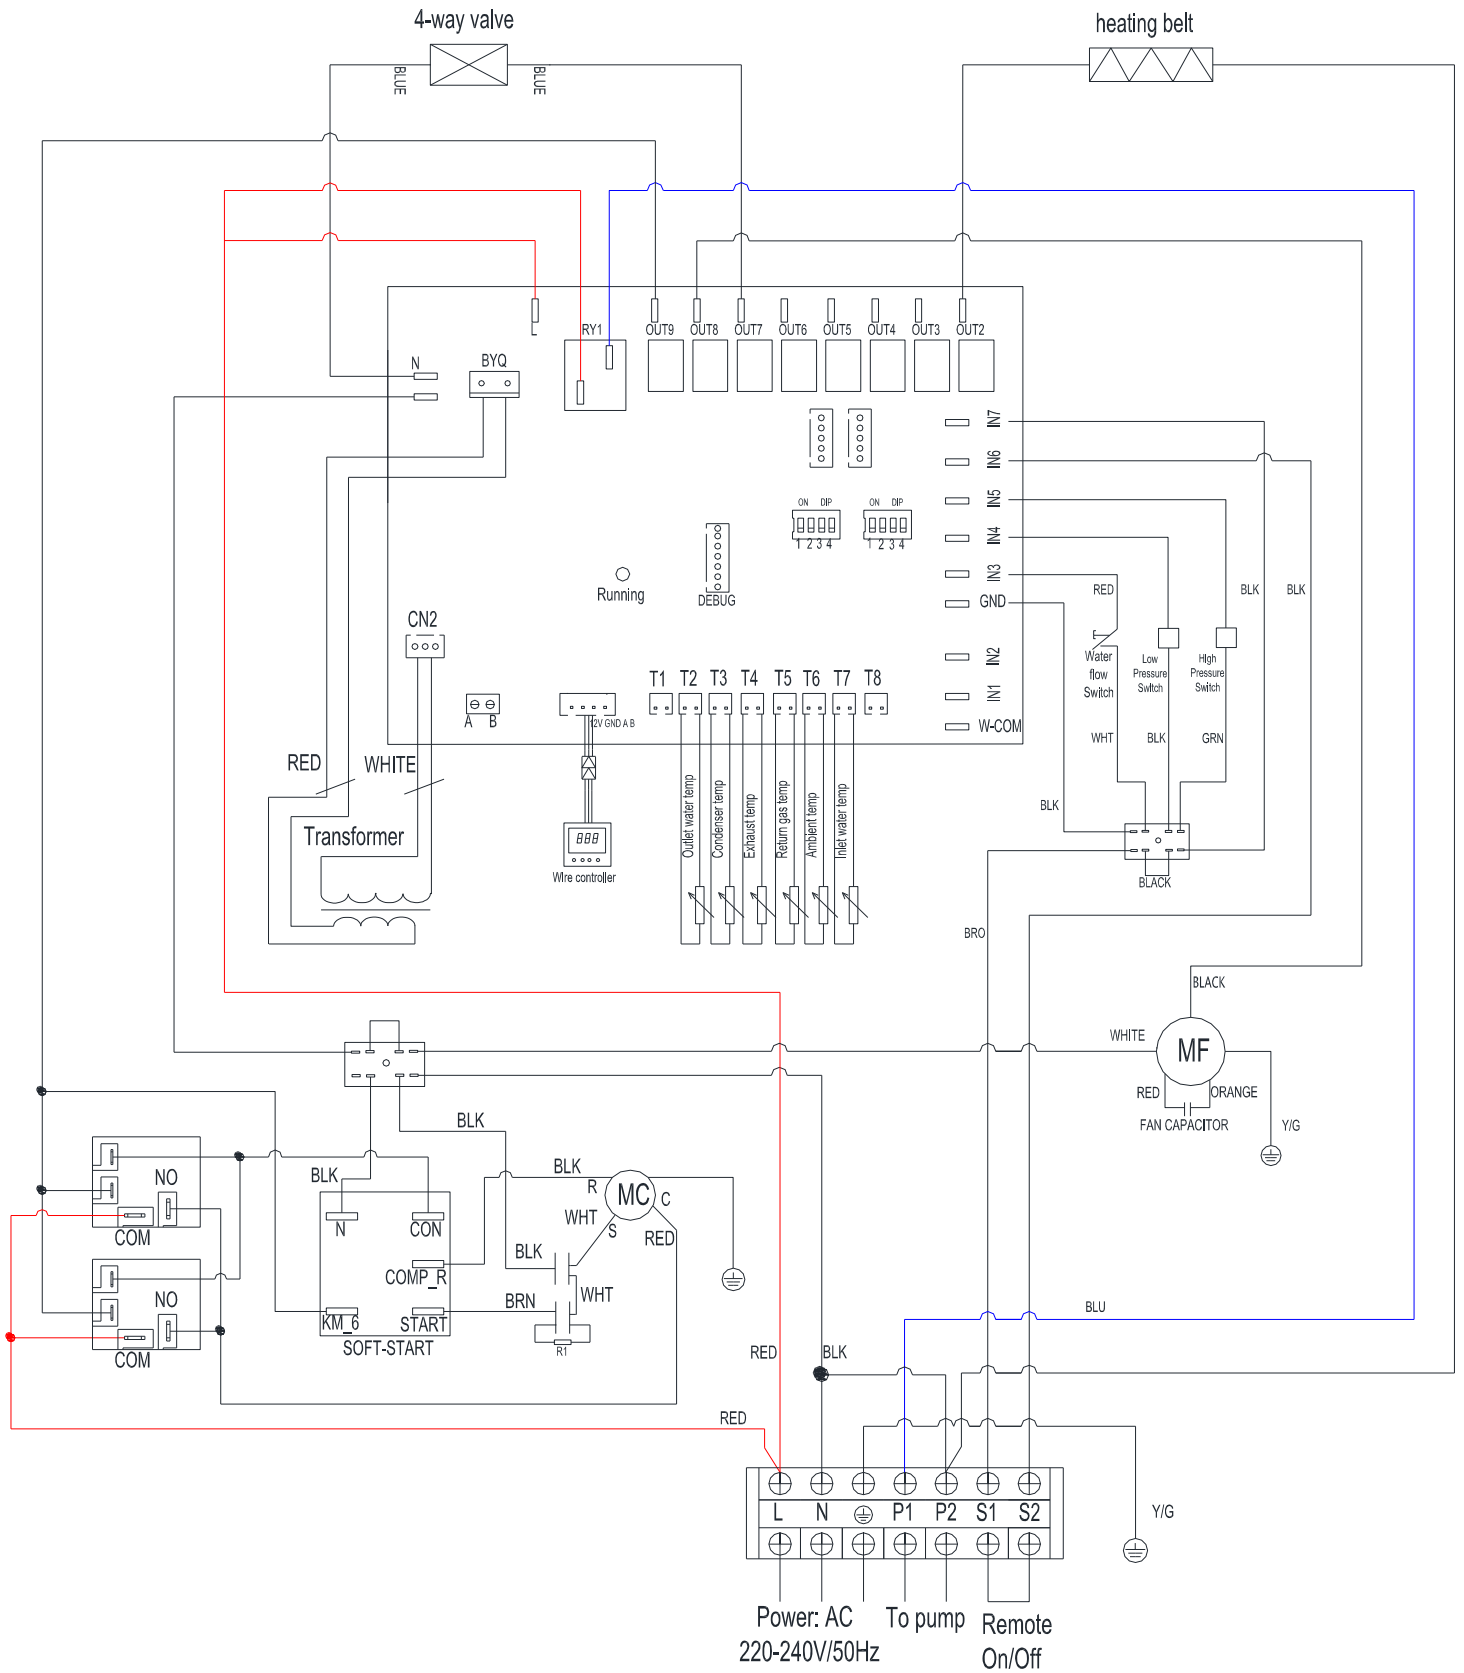 4-way valve
heating belt
BLUE
BLUE
L
RY1
OUT9
OUT8
OUT7
OUT6
OUT5
OUT4
OUT3
OUT2
N
BYQ
IN7
IN6
IN5
IN4
IN3
GND
IN2
IN1
W-COM
ON DIP
1 2 3 4
ON DIP
1 2 3 4
Running
DEBUG
CN2
A B
12V GND A B
T1
T2
T3
T4
T5
T6
T7
T8
RED
BLK
BLK
Water
flow
Switch
Low
Pressure
Switch
High
Pressure
Switch
WHT
BLK
GRN
RED
WHITE
Transformer
888
Wire controller
Outlet water temp
Condenser temp
Exhaust temp
Return gas temp
Ambient temp
Inlet water temp
BLK
BLACK
BRO
BLACK
WHITE
MF
RED
ORANGE
FAN CAPACITOR
Y/G
BLK
BLK
NO
COM
NO
COM
N
CON
COMP_R
KM_6
START
SOFT-START
BLK
R
MC
C
S
WHT
RED
BLK
WHT
BRN
R1
BLU
RED
BLK
RED
L
N
P1
P2
S1
S2
Y/G
Power: AC
220-240V/50Hz
To pump
Remote
On/Off